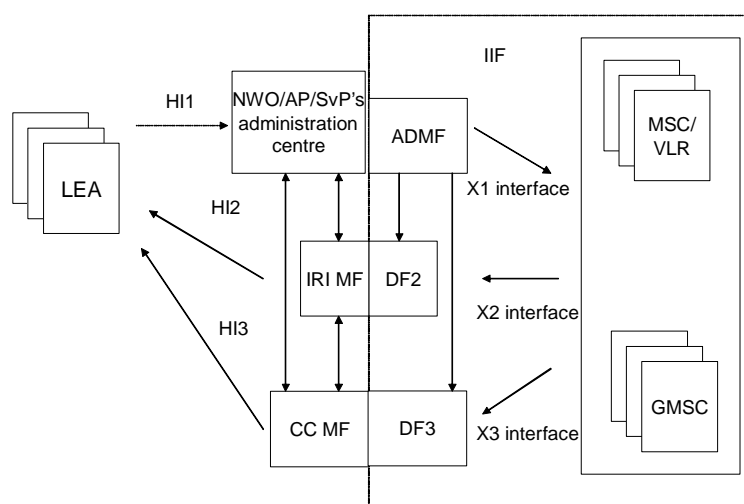 IIF
HI1
NWO/AP/SvP's
administration
centre
ADMF
MSC/
VLR
LEA
X1 interface
HI2
IRI MF
DF2
X2 interface
HI3
GMSC
CC MF
DF3
X3 interface